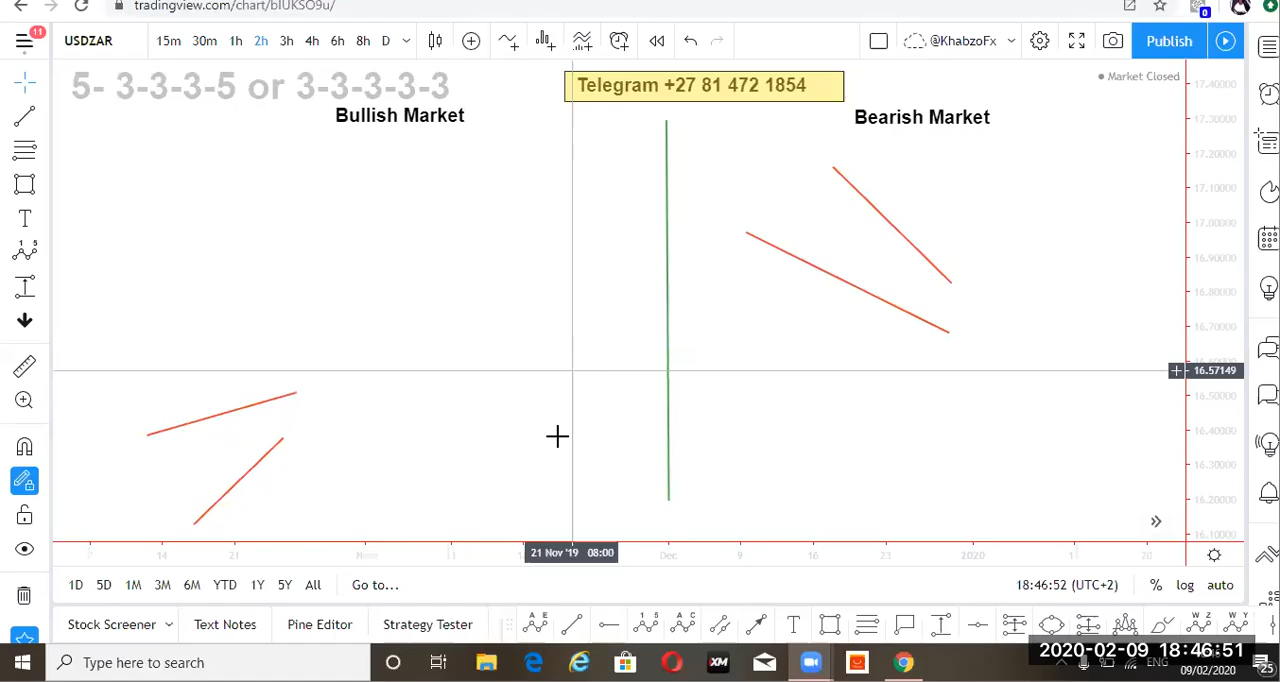 tradingview.com/chart/bIUKSO9u/
0
11
USDZAR 15m 30m 1h 2h 3h 4h 6h 8h D @KhabzoFx Publish
5- 3-3-3-5 or 3-3-3-3-3
Telegram +27 81 472 1854
Market Closed
Bullish Market
Bearish Market
17.40000
17.30000
17.20000
17.10000
17.00000
16.90000
16.80000
16.70000
16.57149
16.50000
16.40000
16.30000
16.20000
16.10000
14 21 Nov 11 21 Nov '19 08:00 Dec 9 16 23 2020
1D 5D 1M 3M 6M YTD 1Y 5Y All Go to... 18:46:52 (UTC+2) % log auto
Stock Screener Text Notes Pine Editor Strategy Tester
2020-02-09 18:46:51
Type here to search
XM
ENG
09/02/2020
25